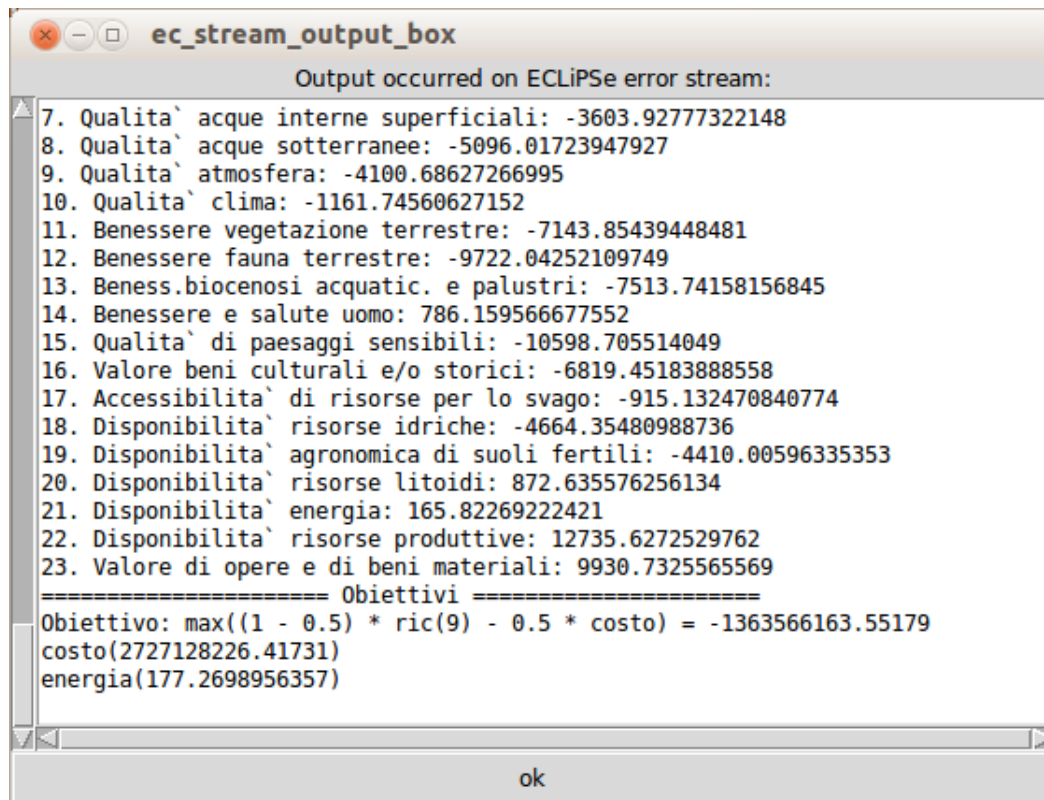 ec_stream_output_box
Output occurred on ECLiPSe error stream:
7. Qualita` acque interne superficiali: -3603.92777322148
8. Qualita` acque sotterranee: -5096.01723947927
9. Qualita` atmosfera: -4100.68627266995
10. Qualita` clima: -1161.74560627152
11. Benessere vegetazione terrestre: -7143.85439448481
12. Benessere fauna terrestre: -9722.04252109749
13. Beness.biocenosi acquatic. e palustri: -7513.74158156845
14. Benessere e salute uomo: 786.159566677552
15. Qualita` di paesaggi sensibili: -10598.705514049
16. Valore beni culturali e/o storici: -6819.45183888558
17. Accessibilita` di risorse per lo svago: -915.132470840774
18. Disponibilita` risorse idriche: -4664.35480988736
19. Disponibilita` agronomica di suoli fertili: -4410.00596335353
20. Disponibilita` risorse litoidi: 872.635576256134
21. Disponibilita` energia: 165.82269222421
22. Disponibilita` risorse produttive: 12735.6272529762
23. Valore di opere e di beni materiali: 9930.7325565569
====================== Obiettivi ======================
Obiettivo: max((1 - 0.5) * ric(9) - 0.5 * costo) = -1363566163.55179
costo(2727128226.41731)
energia(177.2698956357)
ok